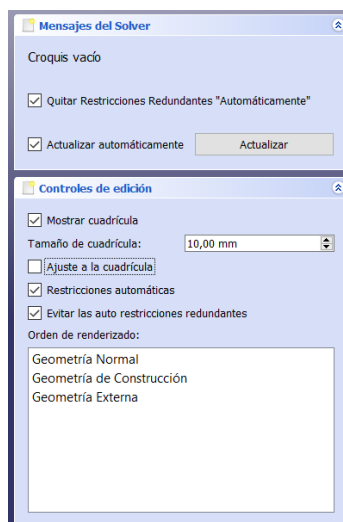 Mensajes del Solver
Croquis vacío
Quitar Restricciones Redundantes "Automáticamente"
Actualizar automáticamente Actualizar
Controles de edición
Mostrar cuadrícula
Tamaño de cuadrícula: 10,00 mm
Ajuste a la cuadrícula
Restricciones automáticas
Evitar las auto restricciones redundantes
Orden de renderizado:
Geometría Normal
Geometría de Construcción
Geometría Externa